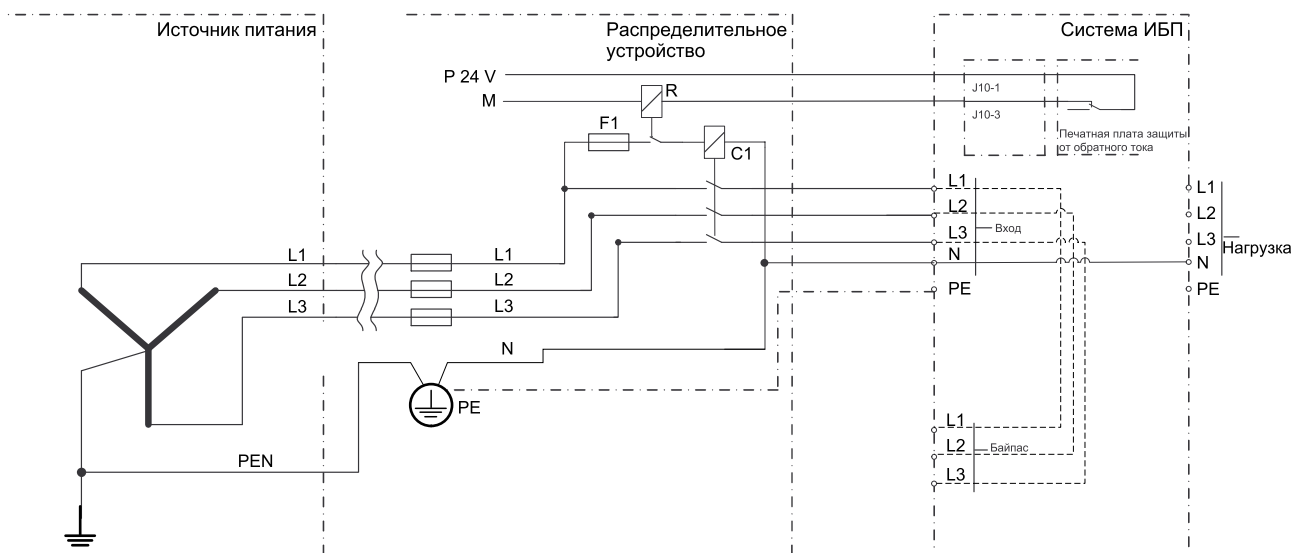 Источник питания
Распределительное
устройство
Система ИБП
P 24 V
M
R
J10-1
J10-3
Печатная плата защиты
от обратного тока
F1
C1
L1
L2
L3
N
PE
Вход
L1
L2
L3
N
PE
Нагрузка
L1
L2
L3
L1
L2
L3
N
PE
PEN
L1
L2
L3
Байпас